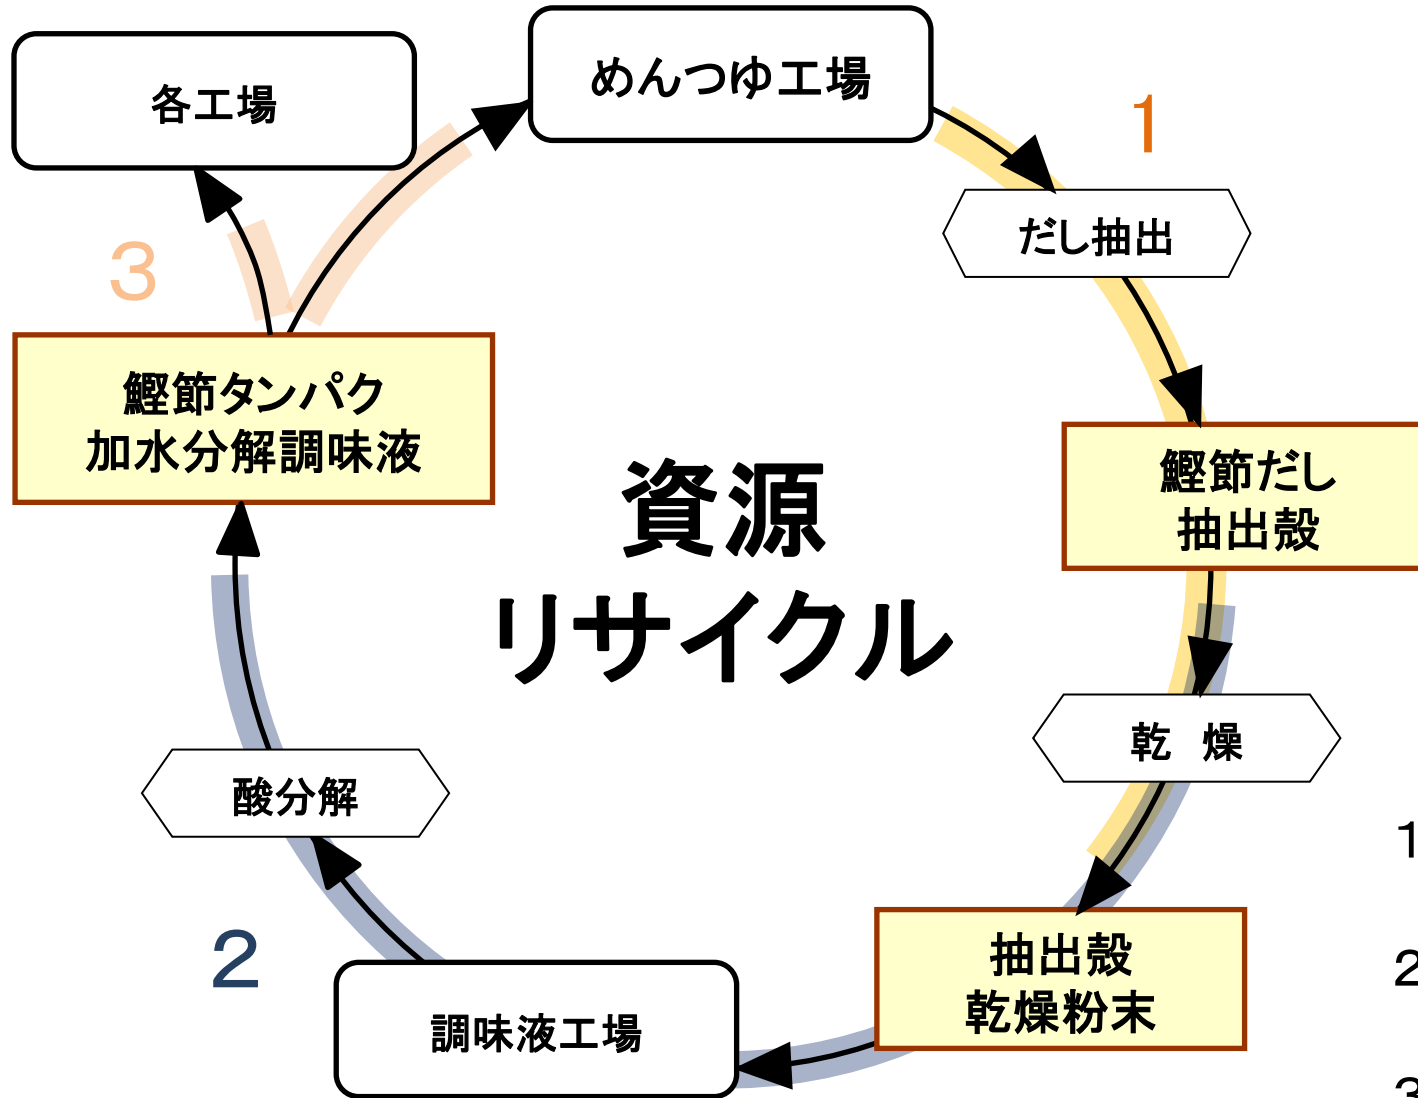 各工場
めんつゆ工場
1
だし抽出
3
鰹節タンパク
加水分解調味液
鰹節だし
抽出殻
資源
リサイクル
乾　燥
酸分解
1
2
抽出殻
乾燥粉末
2
調味液工場
3